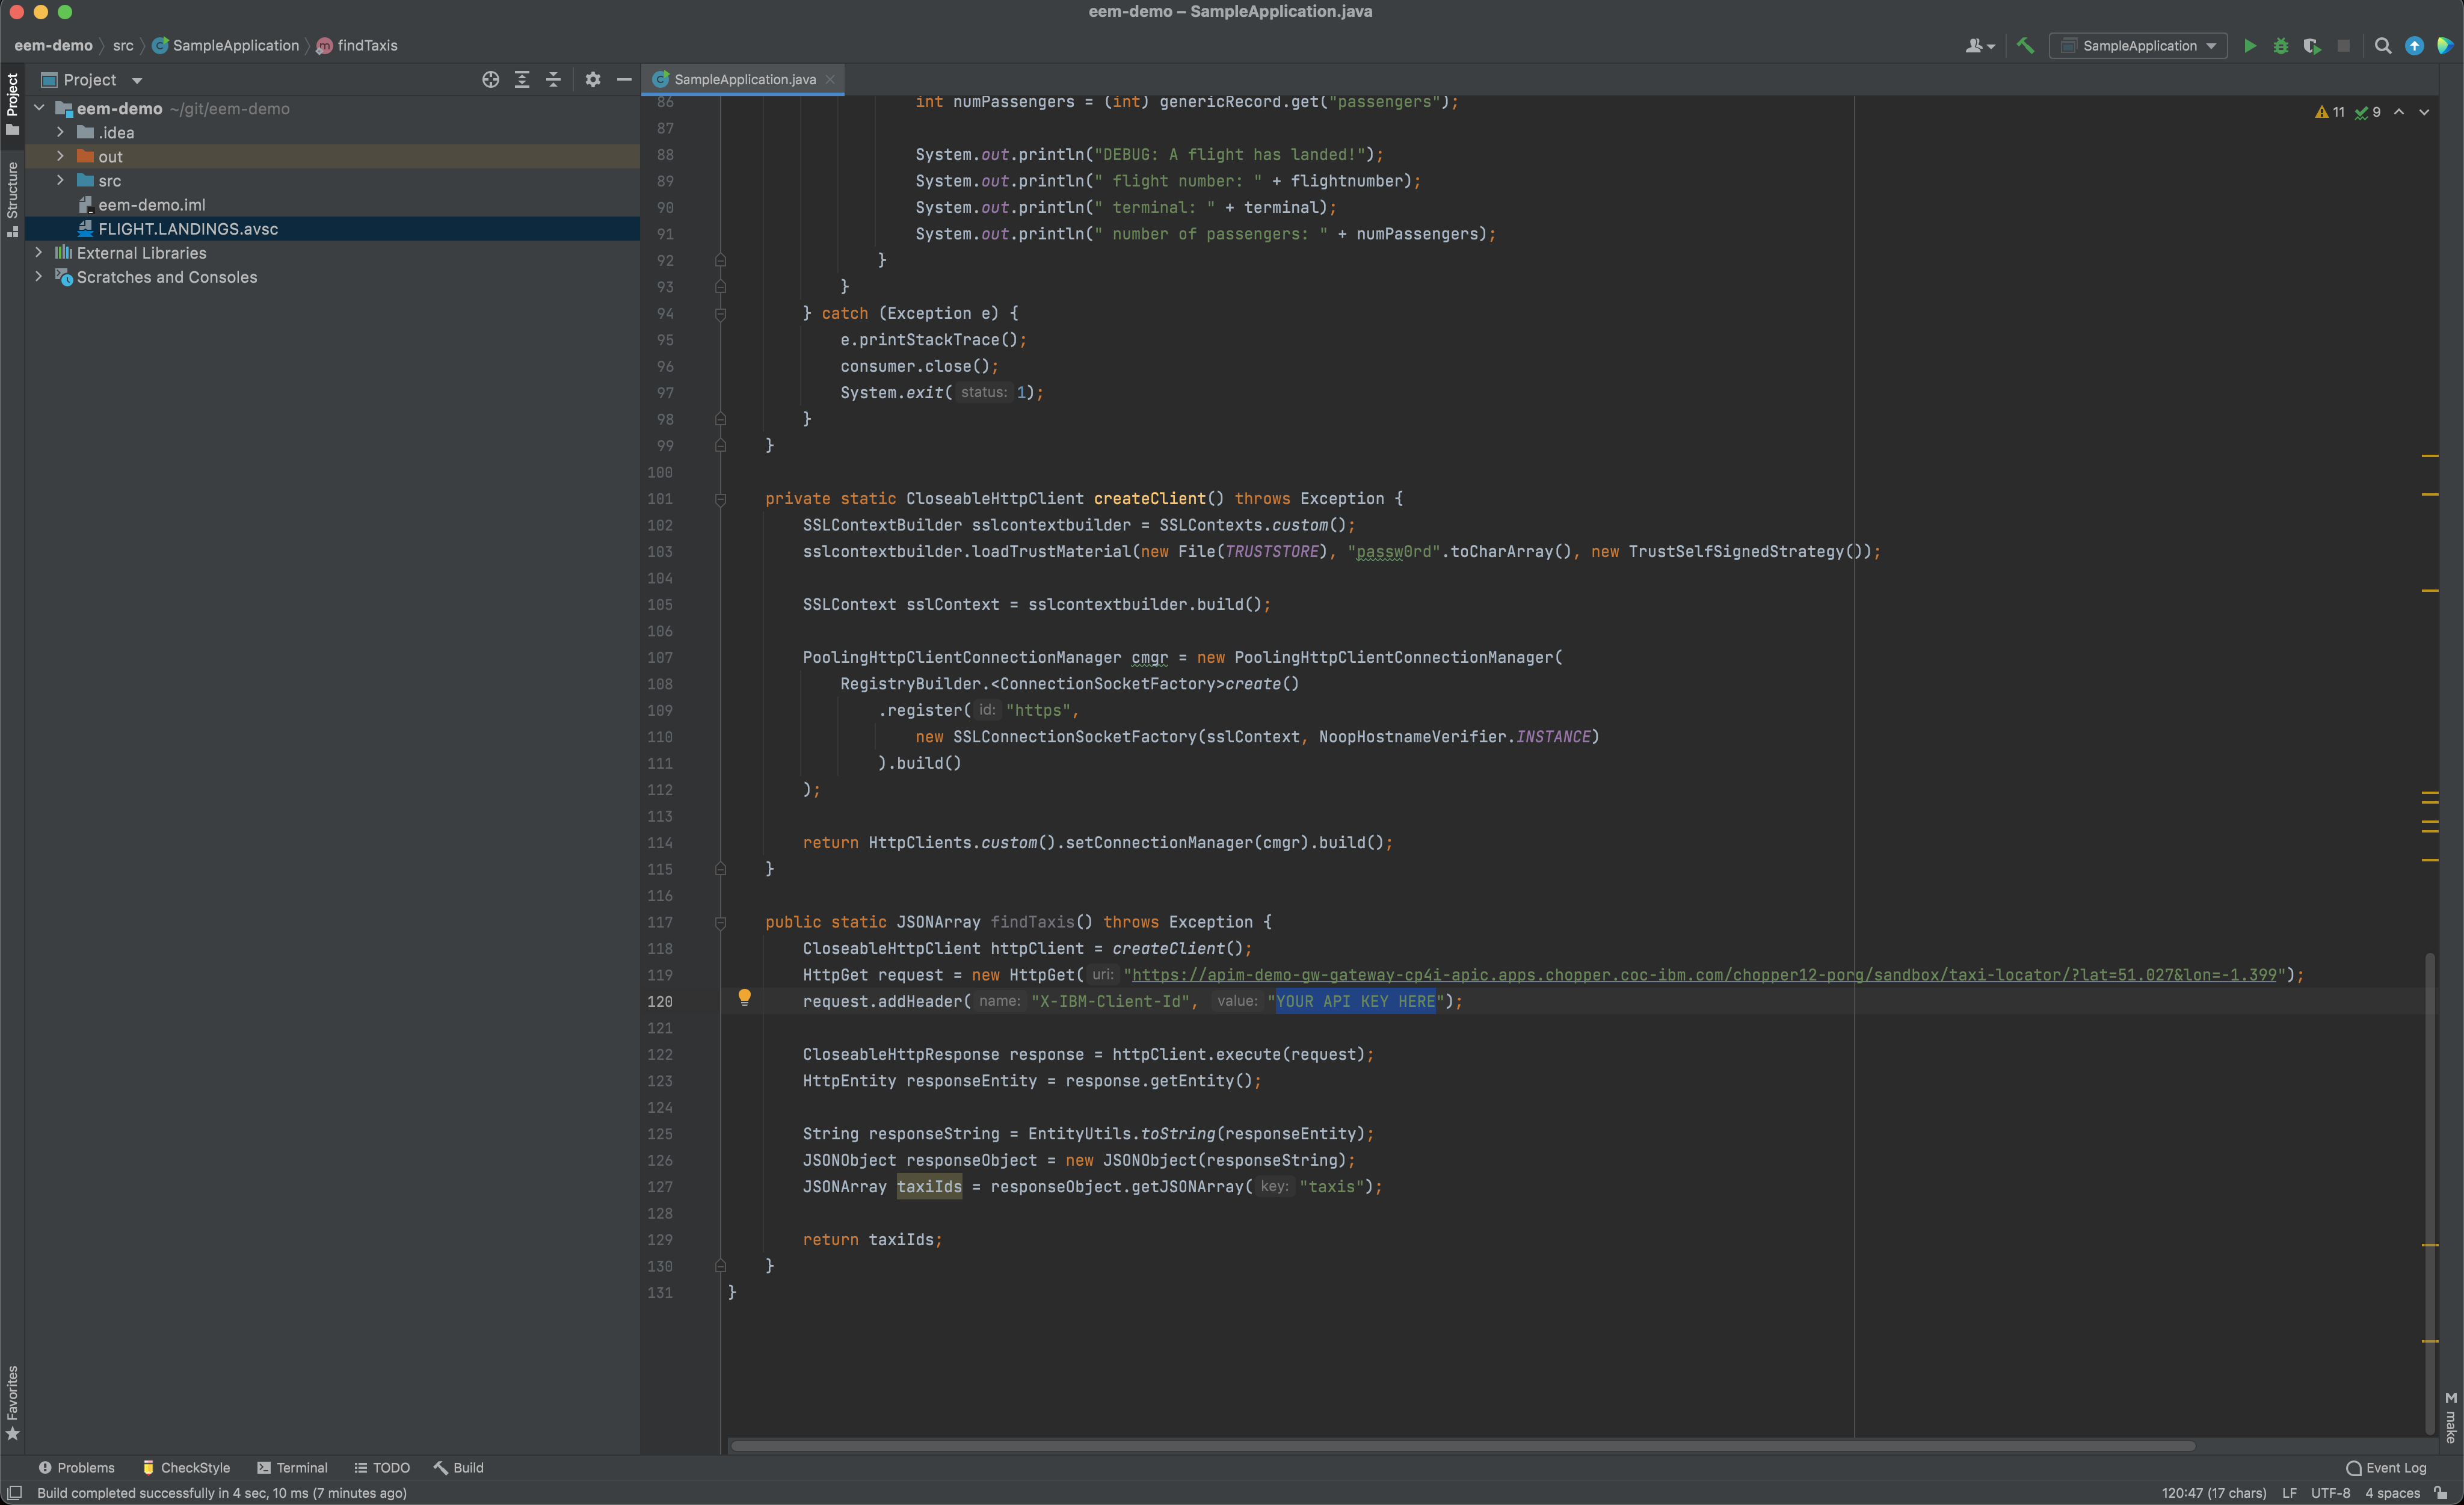 eem-demo – SampleApplication.java
eem-demo src SampleApplication findTaxis
SampleApplication
Project
SampleApplication.java
Project
Structure
Favorites
eem-demo ~/git/eem-demo
.idea
out
src
eem-demo.iml
FLIGHT.LANDINGS.avsc
External Libraries
Scratches and Consoles
11 9
86 int numPassengers = (int) genericRecord.get("passengers");
87
88 System.out.println("DEBUG: A flight has landed!");
89 System.out.println(" flight number: " + flightnumber);
90 System.out.println(" terminal: " + terminal);
91 System.out.println(" number of passengers: " + numPassengers);
92 }
93 }
94 } catch (Exception e) {
95 e.printStackTrace();
96 consumer.close();
97 System.exit( status: 1);
98 }
99 }
100
101 private static CloseableHttpClient createClient() throws Exception {
102 SSLContextBuilder sslcontextbuilder = SSLContexts.custom();
103 sslcontextbuilder.loadTrustMaterial(new File(TRUSTSTORE), "passw0rd".toCharArray(), new TrustSelfSignedStrategy());
104
105 SSLContext sslContext = sslcontextbuilder.build();
106
107 PoolingHttpClientConnectionManager cmgr = new PoolingHttpClientConnectionManager(
108 RegistryBuilder.<ConnectionSocketFactory>create()
109 .register( id: "https",
110 new SSLConnectionSocketFactory(sslContext, NoopHostnameVerifier.INSTANCE)
111 ).build()
112 );
113
114 return HttpClients.custom().setConnectionManager(cmgr).build();
115 }
116
117 public static JSONArray findTaxis() throws Exception {
118 CloseableHttpClient httpClient = createClient();
119 HttpGet request = new HttpGet( uri: "https://apim-demo-gw-gateway-cp4i-apic.apps.chopper.coc-ibm.com/chopper12-porg/sandbox/taxi-locator/?lat=51.027&lon=-1.399");
120 request.addHeader( name: "X-IBM-Client-Id", value: "YOUR API KEY HERE");
121
122 CloseableHttpResponse response = httpClient.execute(request);
123 HttpEntity responseEntity = response.getEntity();
124
125 String responseString = EntityUtils.toString(responseEntity);
126 JSONObject responseObject = new JSONObject(responseString);
127 JSONArray taxiIds = responseObject.getJSONArray( key: "taxis");
128
129 return taxiIds;
130 }
131 }
M make
Problems CheckStyle Terminal TODO Build Event Log
Build completed successfully in 4 sec, 10 ms (7 minutes ago) 120:47 (17 chars) LF UTF-8 4 spaces